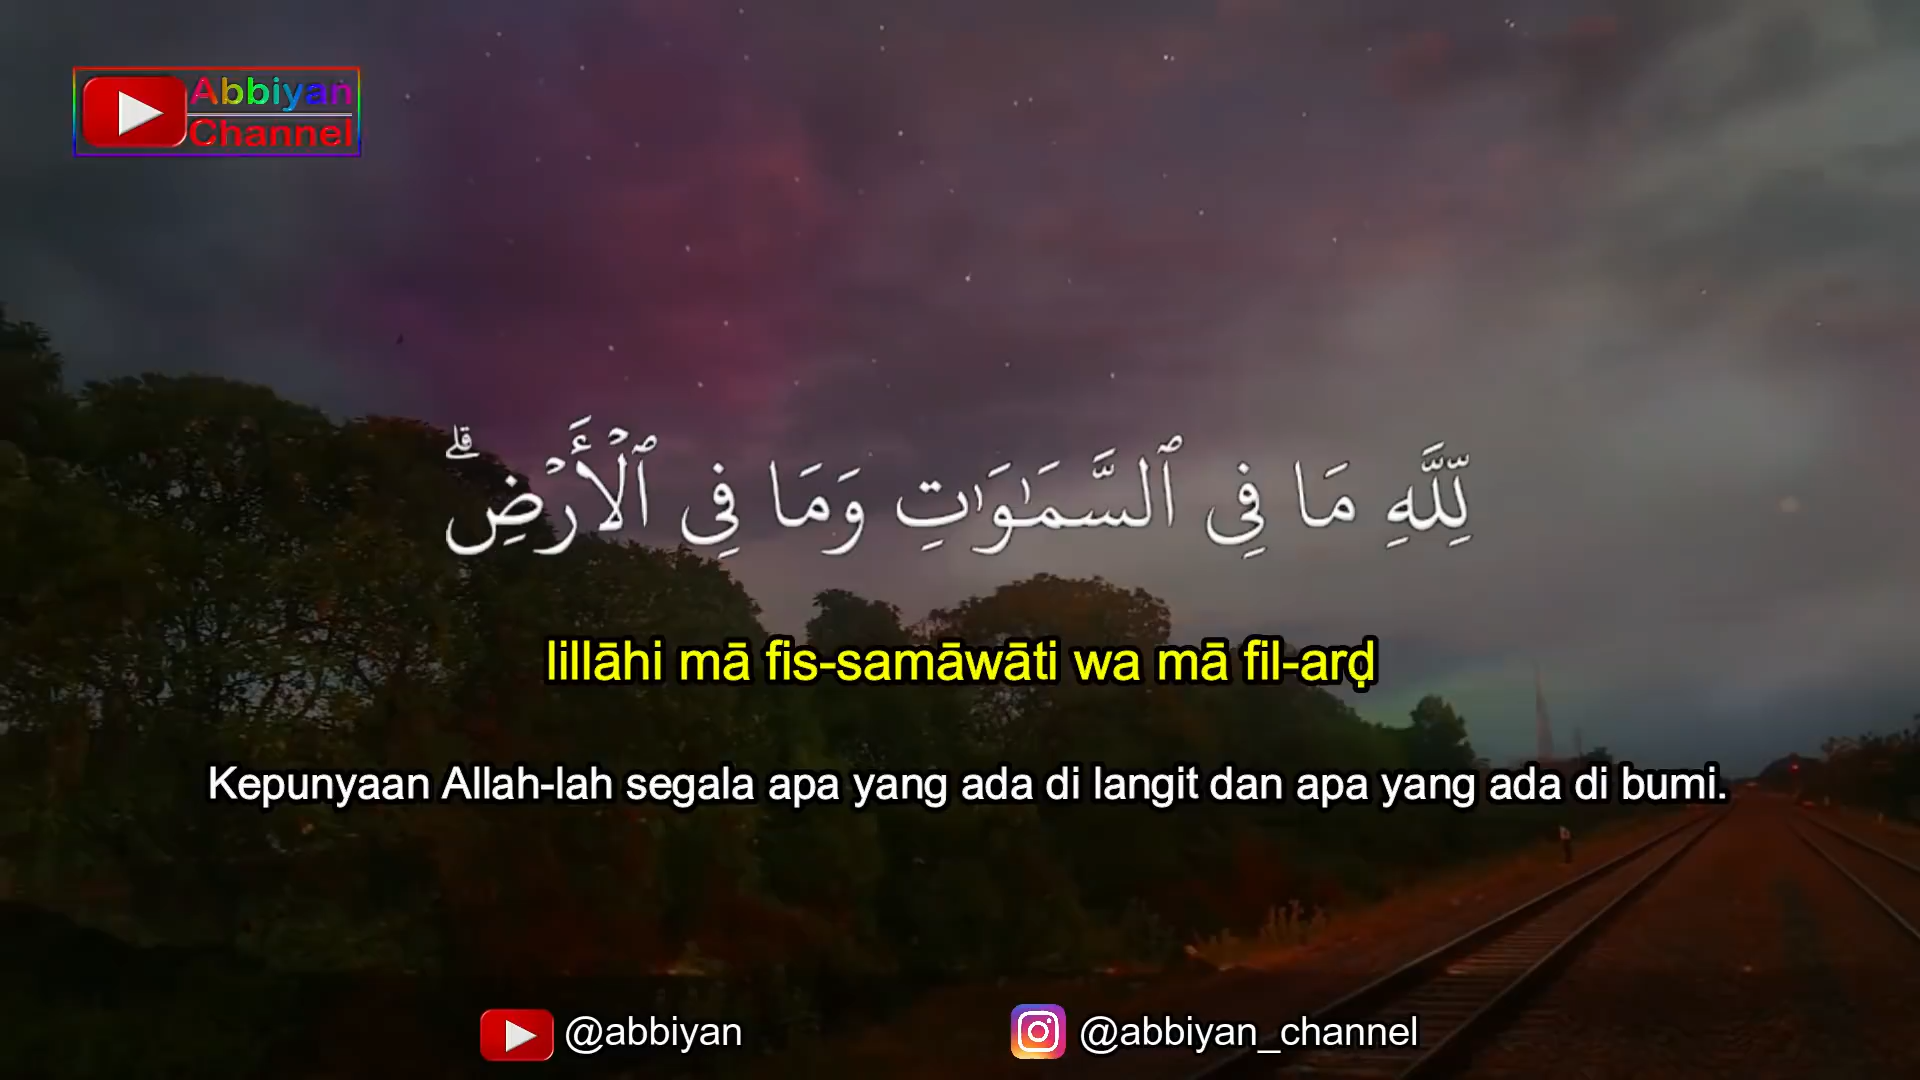 Abbiyan
Channel
لِّلَّهِ مَا فِى ٱلسَّمَـٰوَٰتِ وَمَا فِى ٱلْأَرْضِ ۗ
lillāhi mā fis-samāwāti wa mā fil-arḍ
Kepunyaan Allah-lah segala apa yang ada di langit dan apa yang ada di bumi.
@abbiyan
@abbiyan_channel